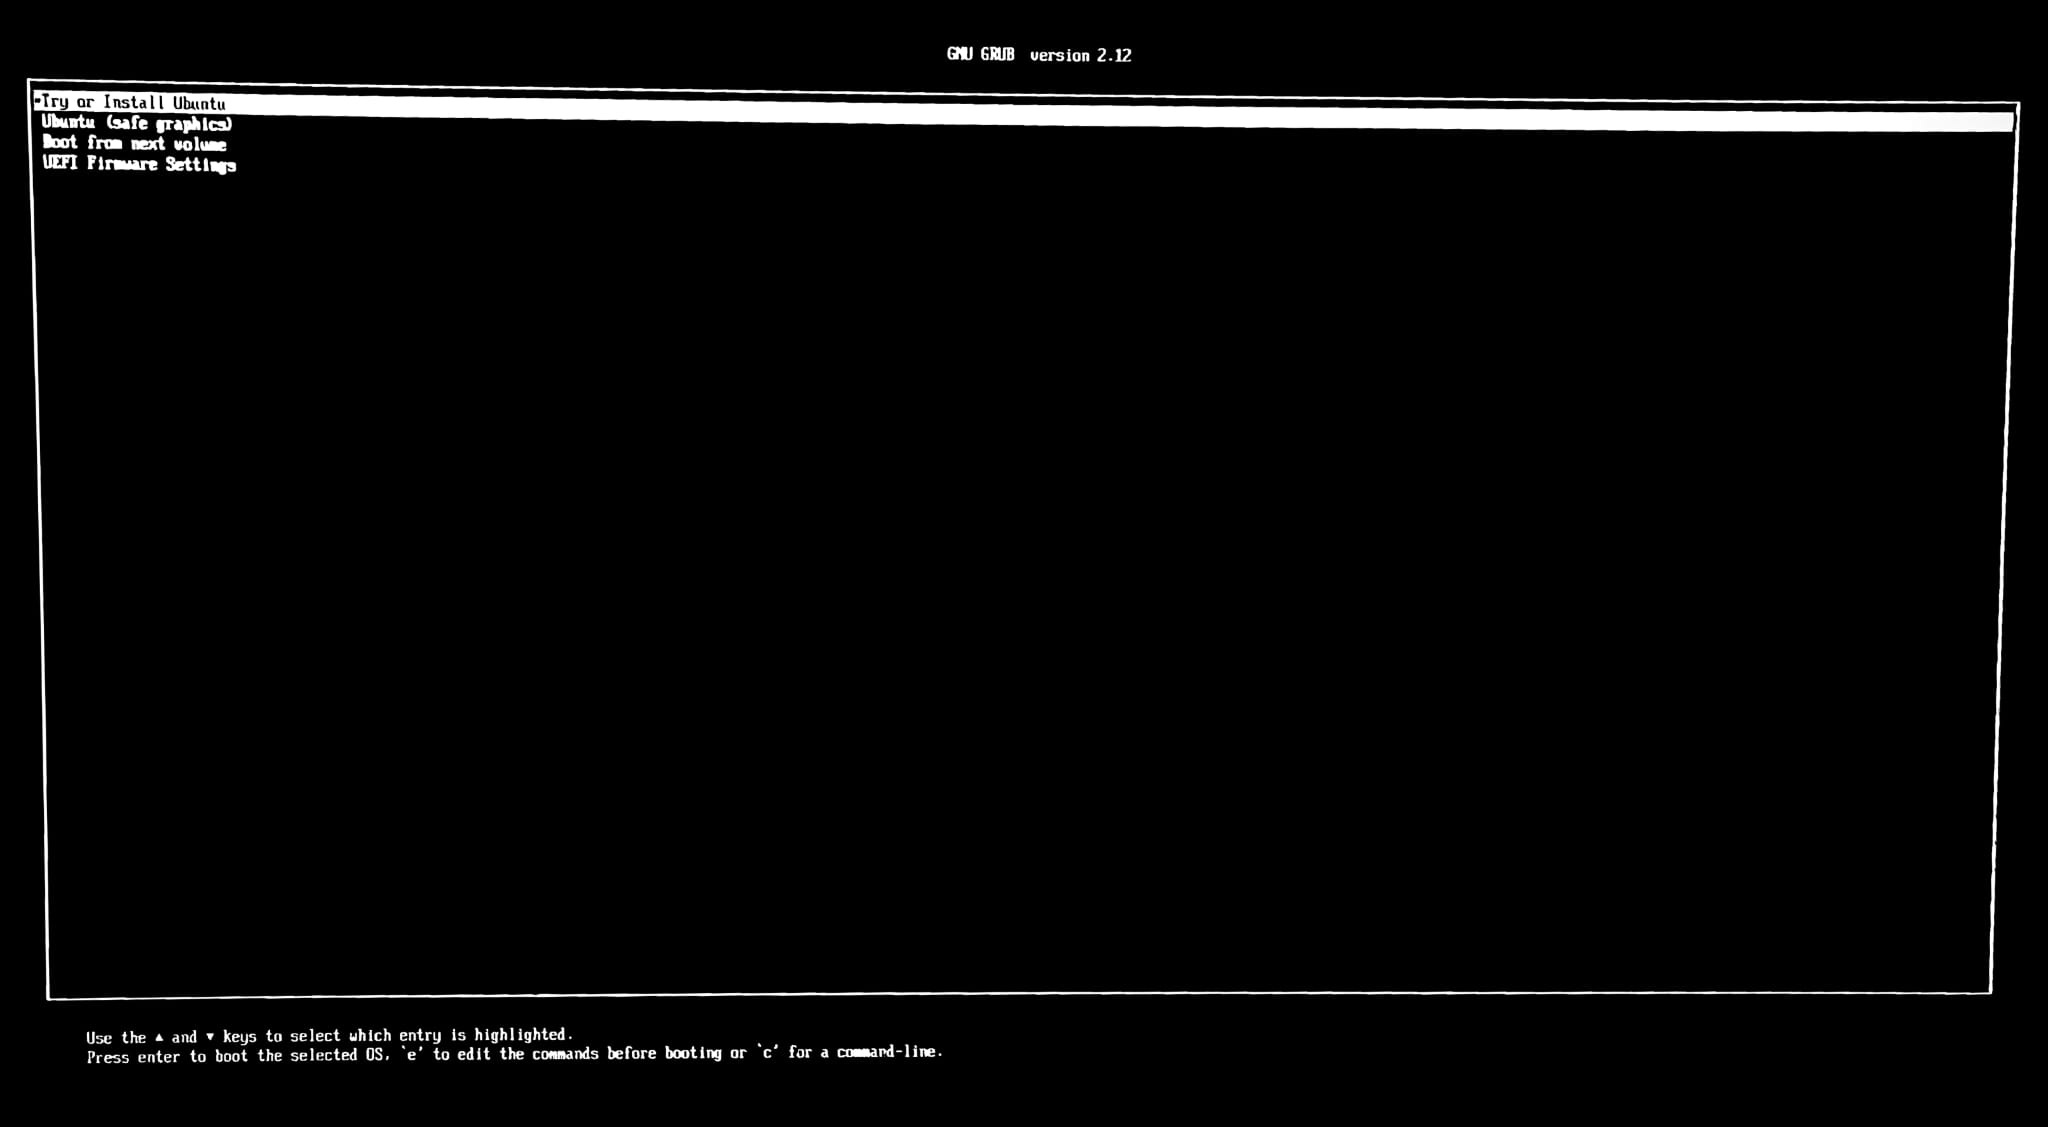 GNU GRUB  version 2.12
*Try or Install Ubuntu
Ubuntu (safe graphics)
Boot from next volume
UEFI Firmware Settings
Use the ▲ and ▼ keys to select which entry is highlighted.
Press enter to boot the selected OS, `e' to edit the commands before booting or `c' for a command-line.